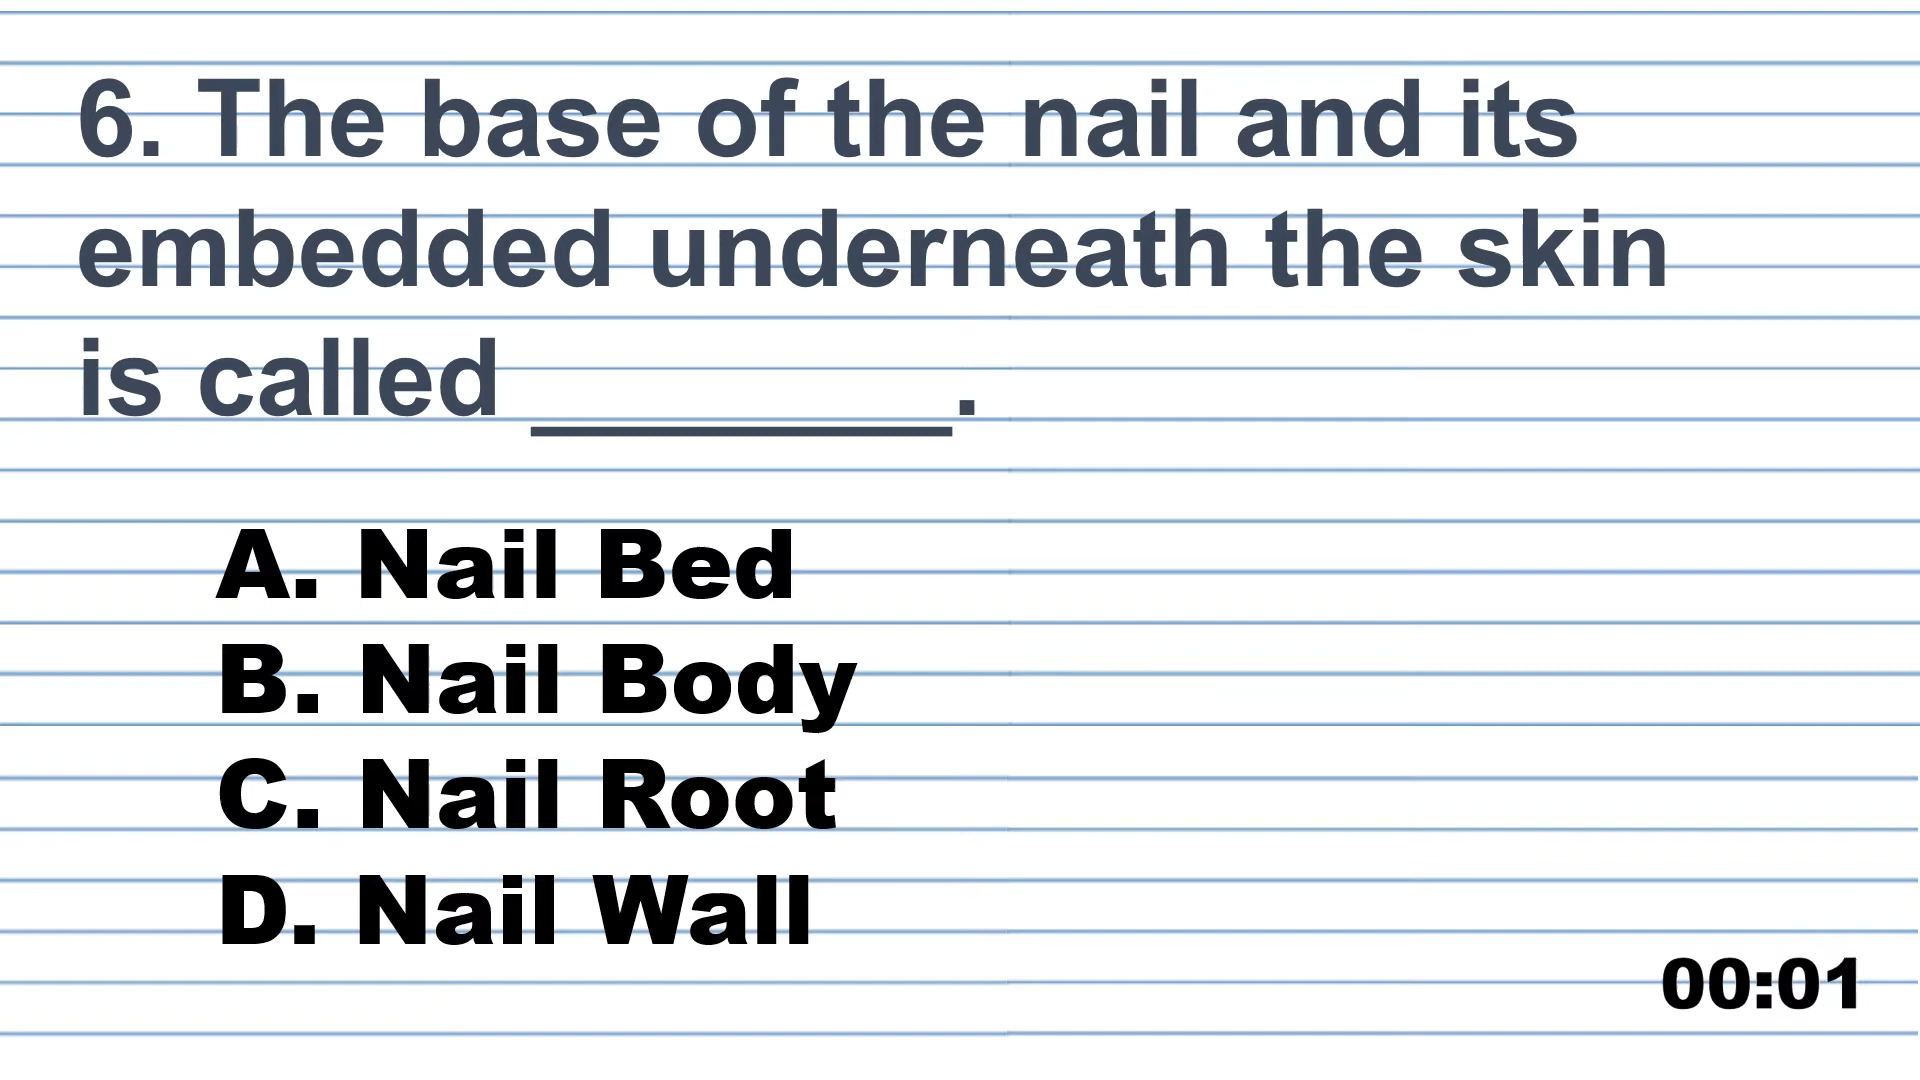 6. The base of the nail and its
embedded underneath the skin
is called ________.
A. Nail Bed
B. Nail Body
C. Nail Root
D. Nail Wall
00:01